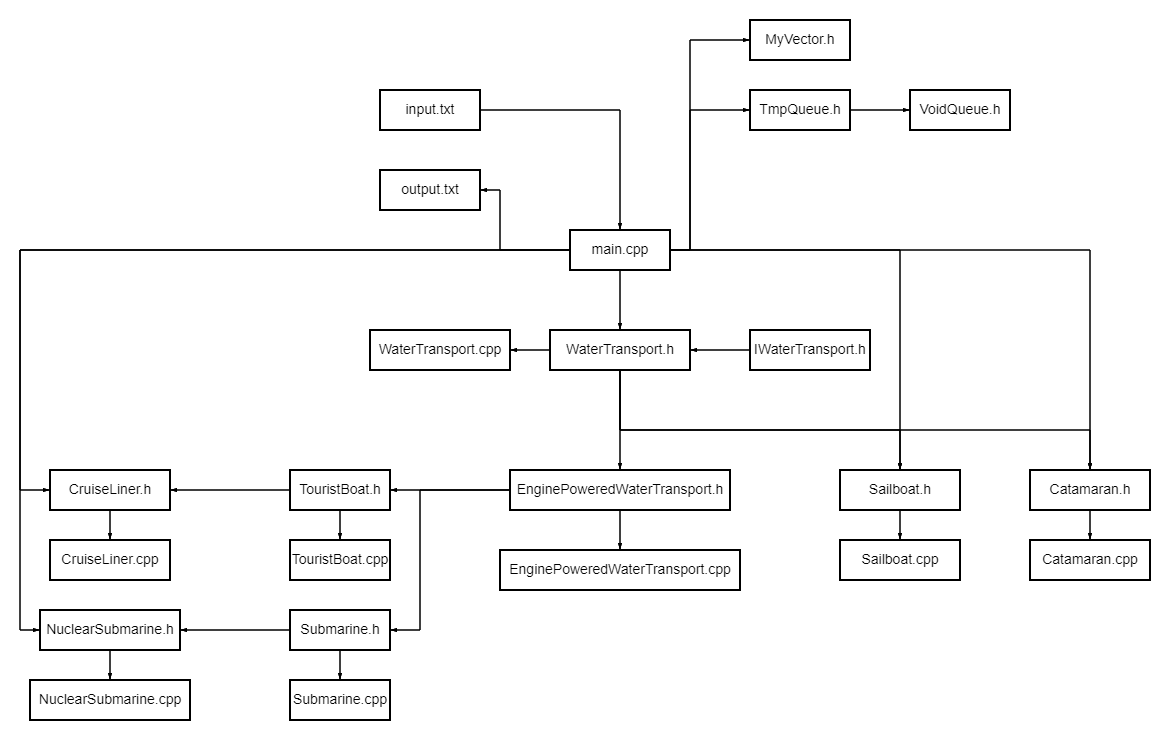 MyVector.h
input.txt
TmpQueue.h
VoidQueue.h
output.txt
main.cpp
WaterTransport.cpp
WaterTransport.h
IWaterTransport.h
CruiseLiner.h
TouristBoat.h
EnginePoweredWaterTransport.h
Sailboat.h
Catamaran.h
CruiseLiner.cpp
TouristBoat.cpp
EnginePoweredWaterTransport.cpp
Sailboat.cpp
Catamaran.cpp
NuclearSubmarine.h
Submarine.h
NuclearSubmarine.cpp
Submarine.cpp